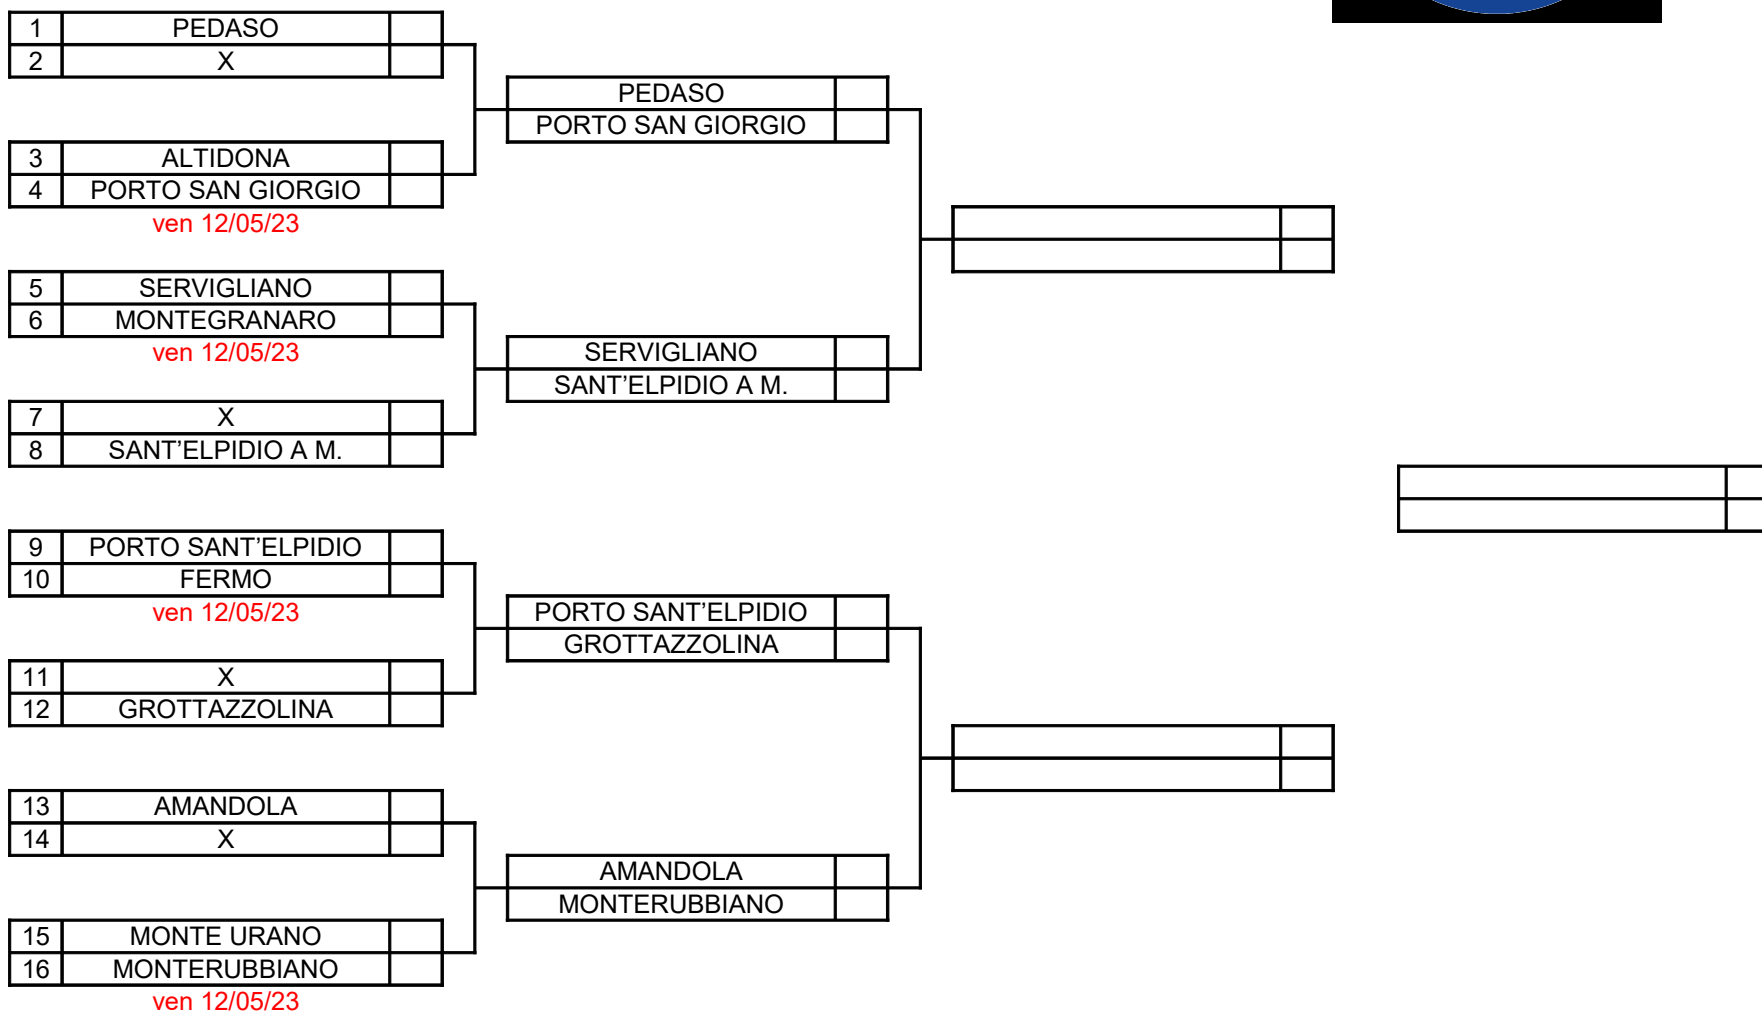 1 PEDASO
2 X
PEDASO
PORTO SAN GIORGIO
3 ALTIDONA
4 PORTO SAN GIORGIO
ven 12/05/23
5 SERVIGLIANO
6 MONTEGRANARO
ven 12/05/23
SERVIGLIANO
SANT’ELPIDIO A M.
7 X
8 SANT’ELPIDIO A M.
9 PORTO SANT’ELPIDIO
10 FERMO
ven 12/05/23
PORTO SANT’ELPIDIO
GROTTAZZOLINA
11 X
12 GROTTAZZOLINA
13 AMANDOLA
14 X
AMANDOLA
MONTERUBBIANO
15 MONTE URANO
16 MONTERUBBIANO
ven 12/05/23